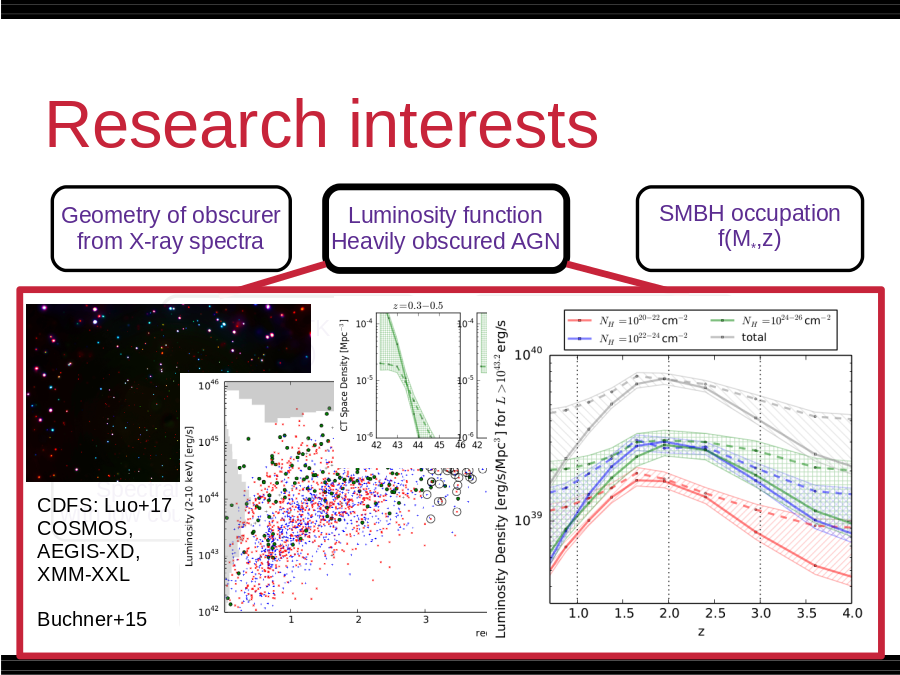 Research interests
Geometry of obscurer
from X-ray spectra
Luminosity function
Heavily obscured AGN
SMBH occupation
f(M*,z)
CDFS: Luo+17
COSMOS,
AEGIS-XD,
XMM-XXL
Buchner+15
Luminosity (2-10 keV) [erg/s]
10^46
10^45
10^44
10^43
10^42
1 2 3
z=0.3−0.5
CT Space Density [Mpc^−3]
10^-4
10^-5
10^-6
42 43 44 45 46
10^-4
10^-5
10^-6
42
Luminosity Density [erg/s/Mpc^3] for L >10^43.2 erg/s
N_H =10^20−22 cm^−2
N_H =10^22−24 cm^−2
N_H =10^24−26 cm^−2
total
10^40
10^39
1.0 1.5 2.0 2.5 3.0 3.5 4.0
z